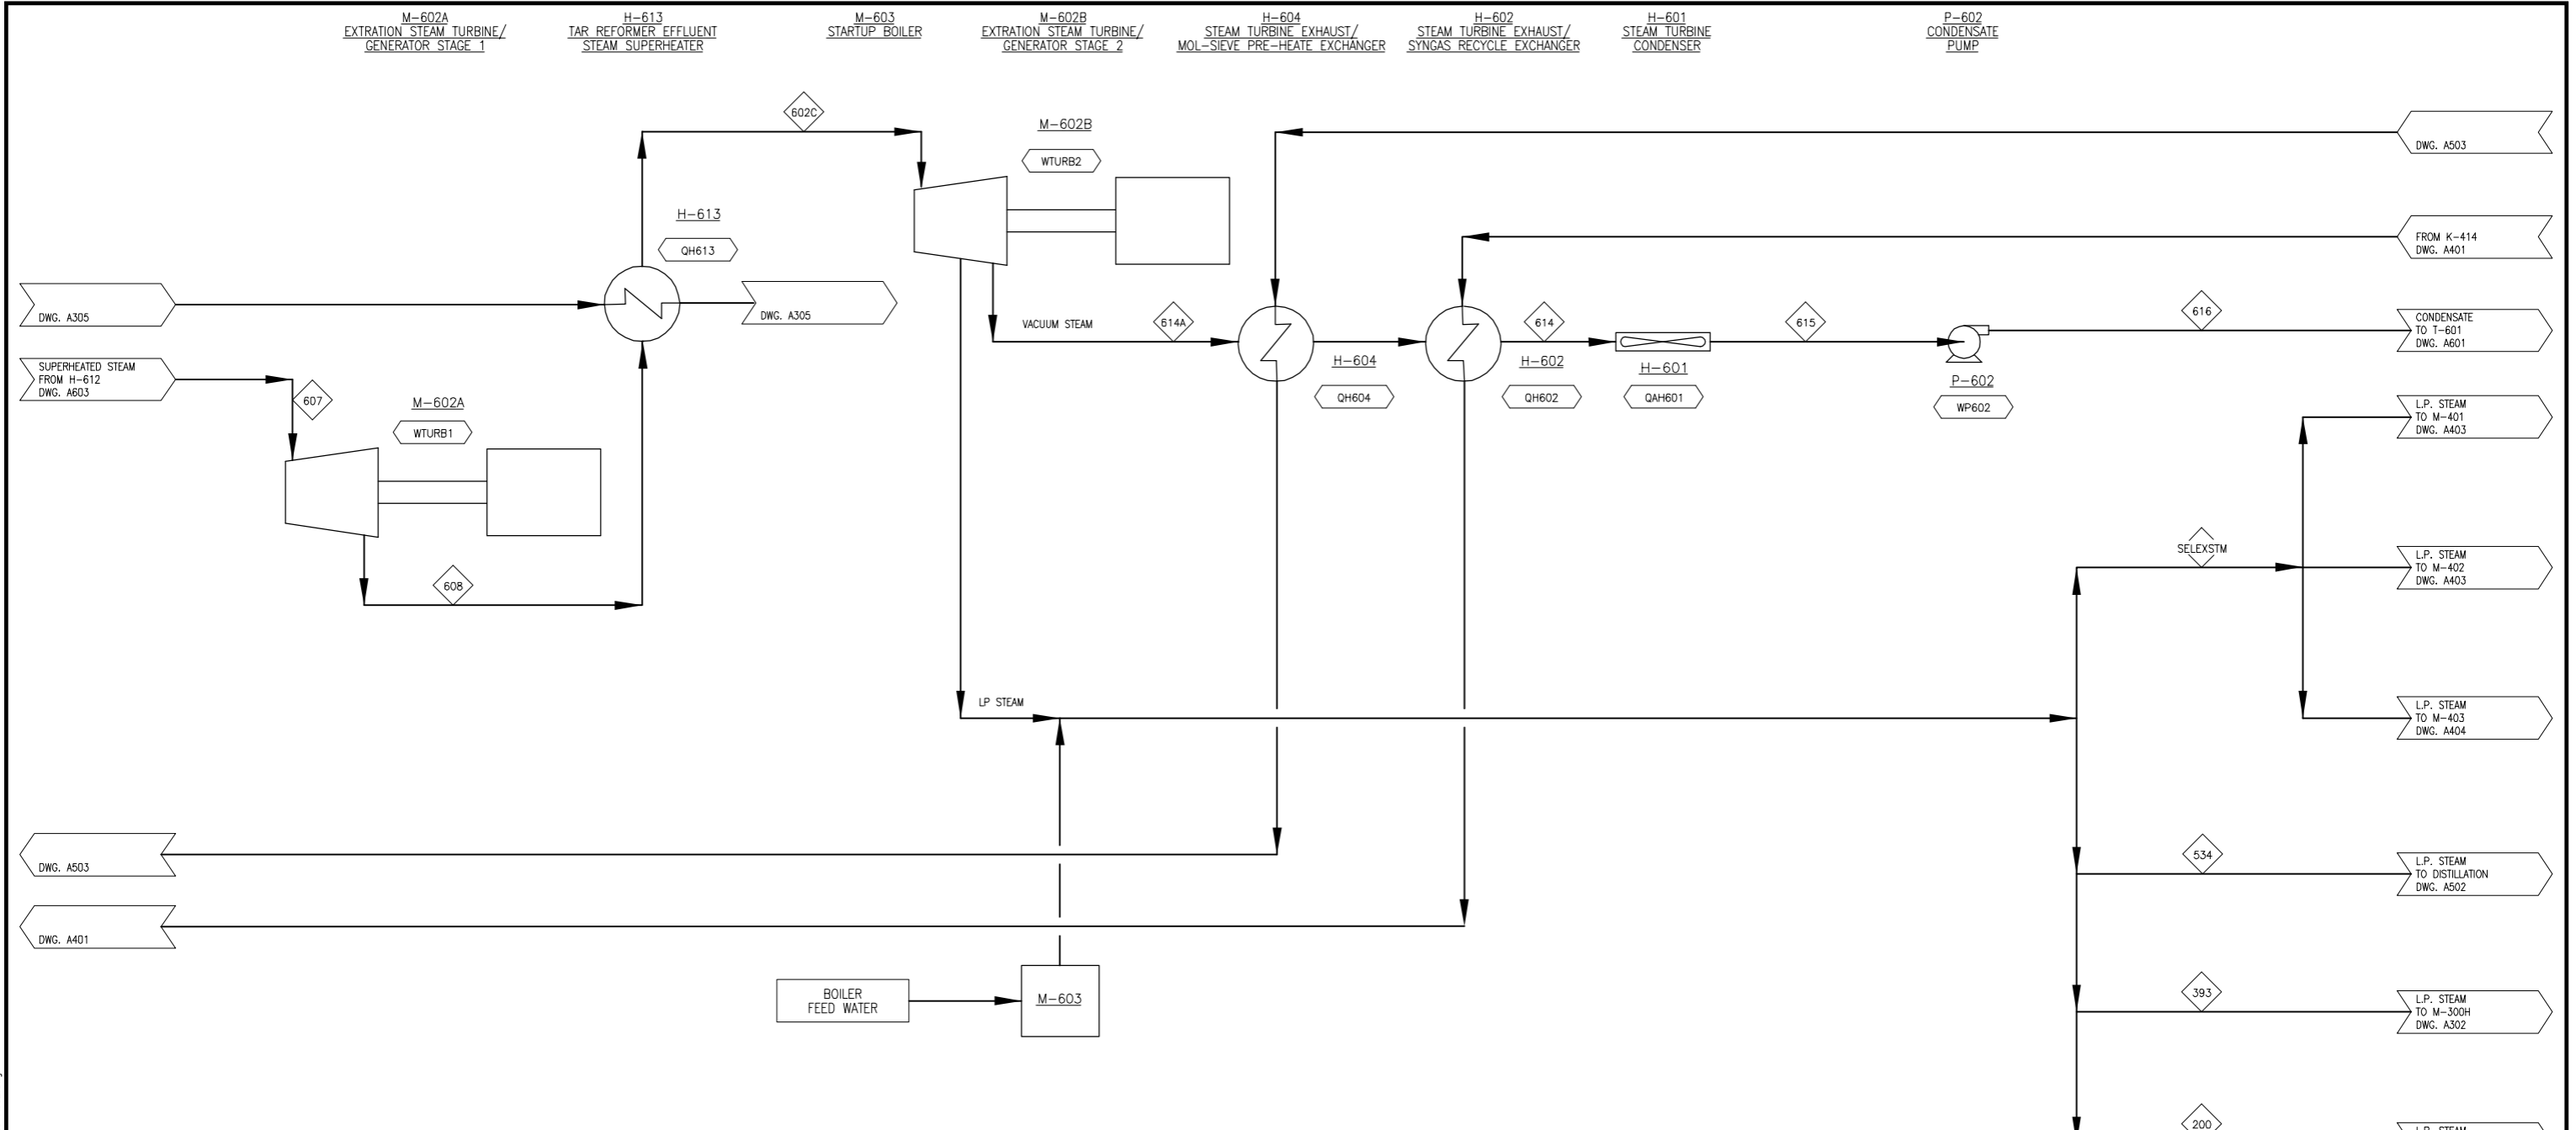 M-602A
EXTRATION STEAM TURBINE/
GENERATOR STAGE 1
H-613
TAR REFORMER EFFLUENT
STEAM SUPERHEATER
M-603
STARTUP BOILER
M-602B
EXTRATION STEAM TURBINE/
GENERATOR STAGE 2
H-604
STEAM TURBINE EXHAUST/
MOL-SIEVE PRE-HEATE EXCHANGER
H-602
STEAM TURBINE EXHAUST/
SYNGAS RECYCLE EXCHANGER
H-601
STEAM TURBINE
CONDENSER
P-602
CONDENSATE
PUMP
602C
M-602B
WTURB2
DWG. A503
H-613
QH613
FROM K-414
DWG. A401
DWG. A305
DWG. A305
VACUUM STEAM
614A
614
615
616
CONDENSATE
TO T-601
DWG. A601
SUPERHEATED STEAM
FROM H-612
DWG. A603
607
M-602A
WTURB1
H-604
QH604
H-602
QH602
H-601
QAH601
P-602
WP602
L.P. STEAM
TO M-401
DWG. A403
608
SELEXSTM
L.P. STEAM
TO M-402
DWG. A403
LP STEAM
L.P. STEAM
TO M-403
DWG. A404
DWG. A503
534
L.P. STEAM
TO DISTILLATION
DWG. A502
DWG. A401
BOILER
FEED WATER
M-603
393
L.P. STEAM
TO M-300H
DWG. A302
200
L.P. STEAM